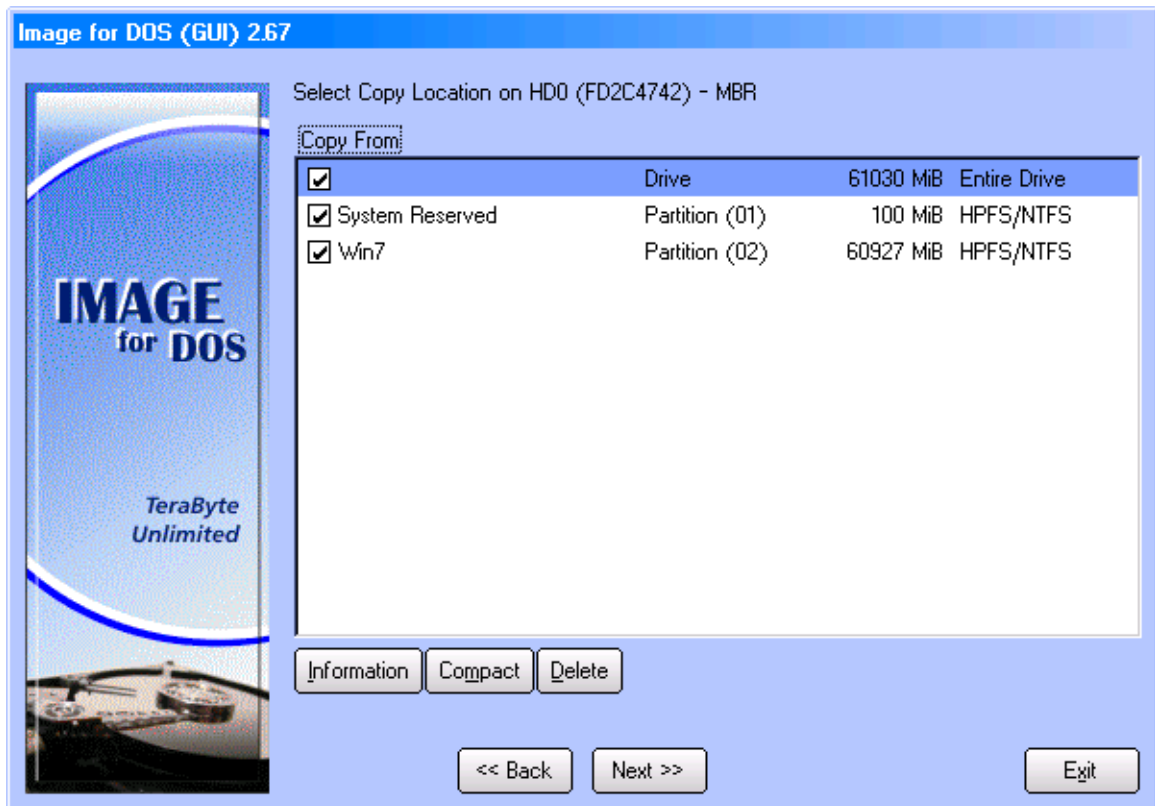 Image for DOS (GUI) 2.67
Select Copy Location on HD0 (FD2C4742) - MBR
Copy From
Drive 61030 MiB Entire Drive
System Reserved Partition (01) 100 MiB HPFS/NTFS
Win7 Partition (02) 60927 MiB HPFS/NTFS
IMAGE
for DOS
TeraByte
Unlimited
Information Compact Delete
<< Back Next >> Exit